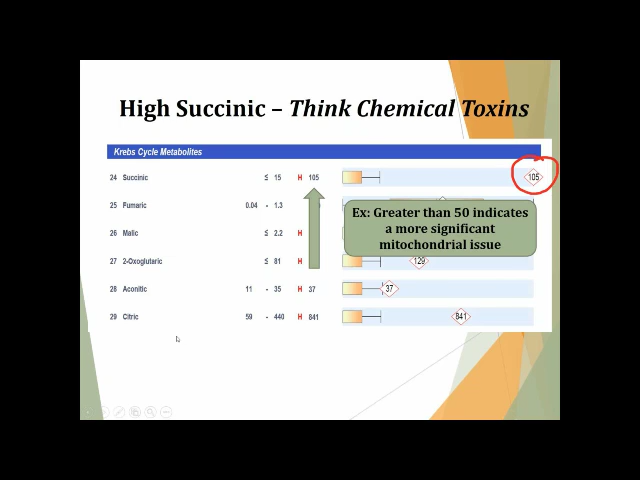 High Succinic – Think Chemical Toxins
Krebs Cycle Metabolites
24 Succinic ≤ 15 H 105 105
25 Fumaric 0.04 - 1.3
Ex: Greater than 50 indicates
a more significant
mitochondrial issue
26 Malic ≤ 2.2 H
27 2-Oxoglutaric ≤ 81 H 129
28 Aconitic 11 - 35 H 37 37
29 Citric 59 - 440 H 841 841